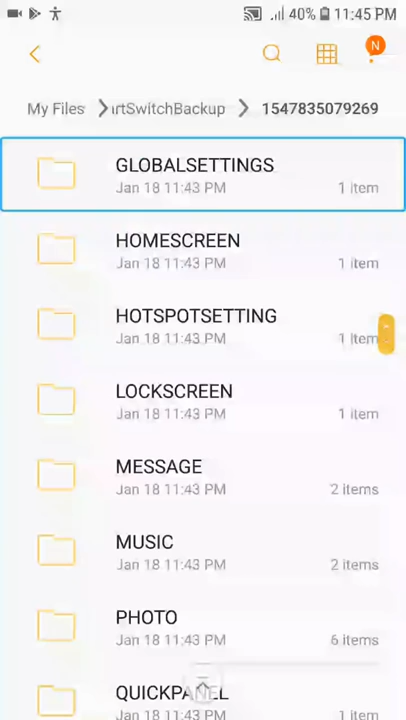 40% 11:45 PM
N
My Files urtSwitchBackup 1547835079269
GLOBALSETTINGS
Jan 18 11:43 PM 1 item
HOMESCREEN
Jan 18 11:43 PM 1 item
HOTSPOTSETTING
Jan 18 11:43 PM 1 item
LOCKSCREEN
Jan 18 11:43 PM 1 item
MESSAGE
Jan 18 11:43 PM 2 items
MUSIC
Jan 18 11:43 PM 2 items
PHOTO
Jan 18 11:43 PM 6 items
QUICKPANEL
Jan 18 11:43 PM 1 item